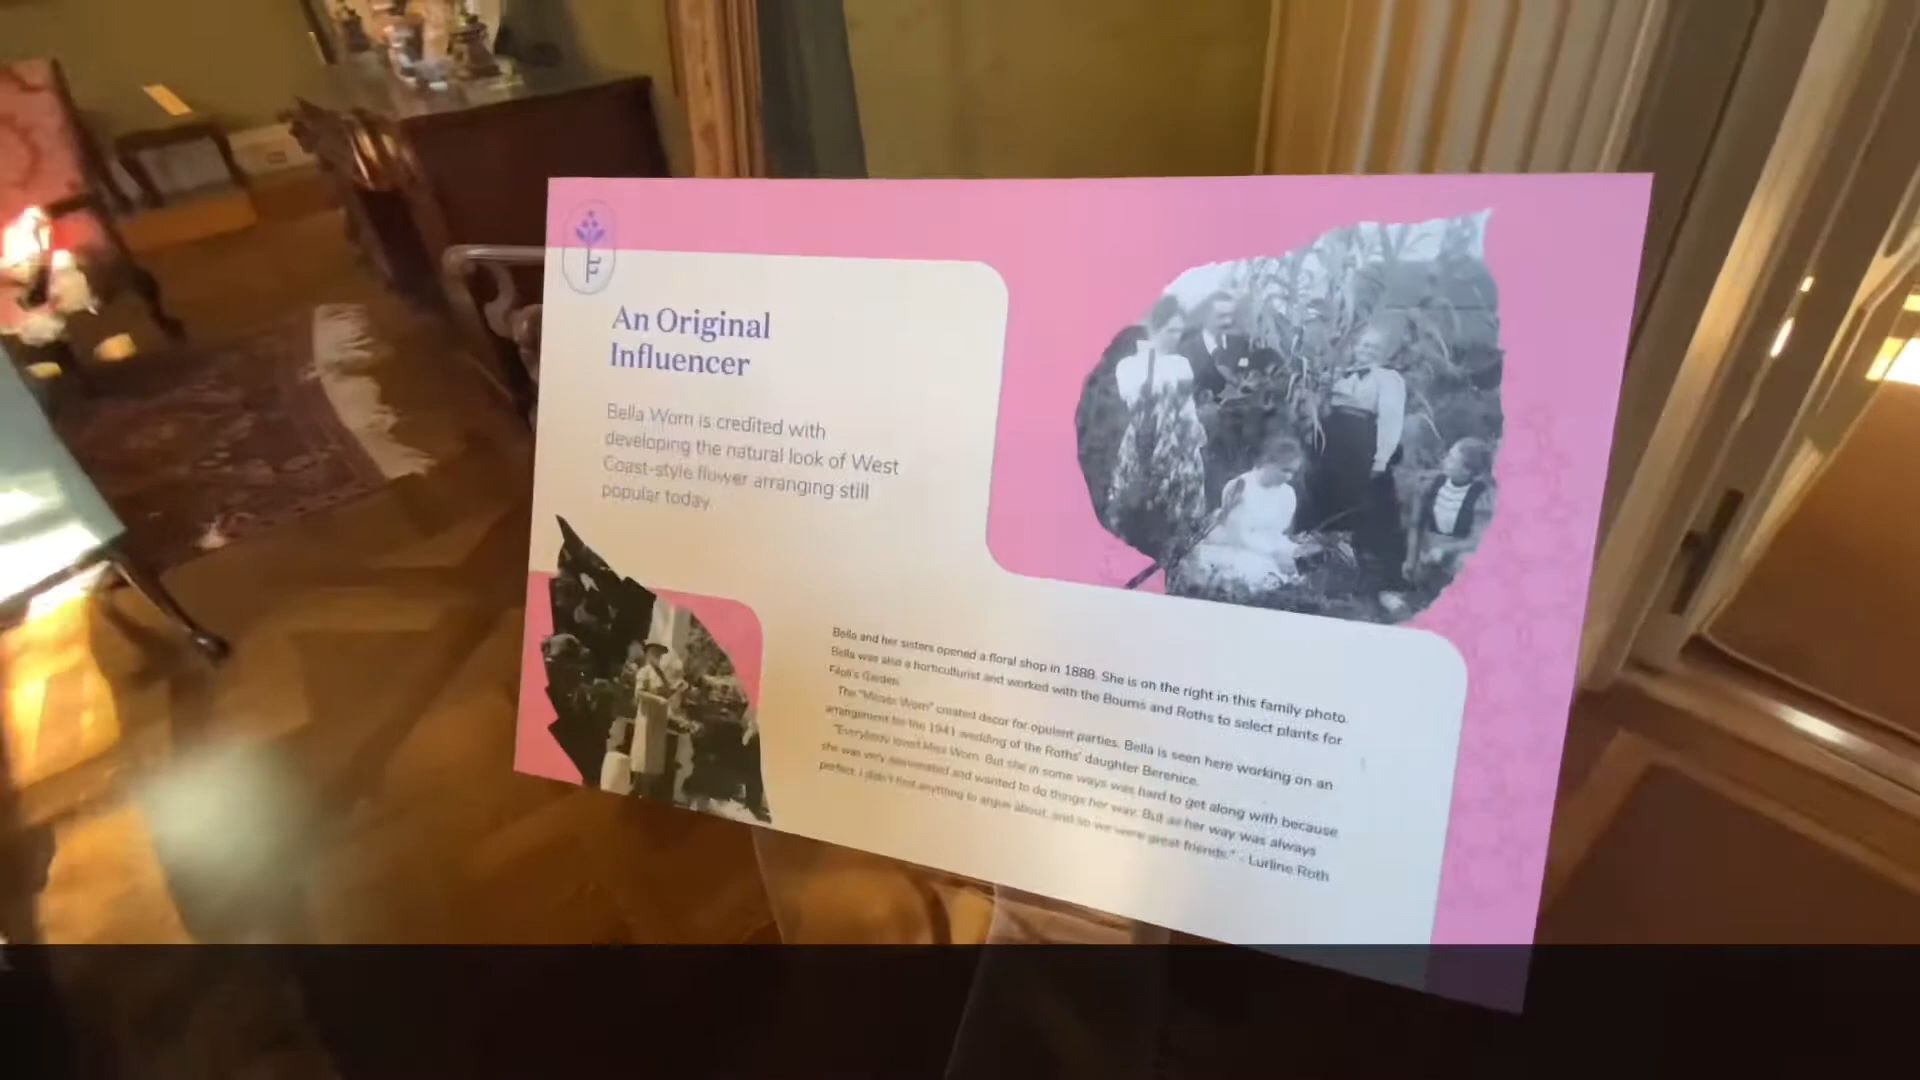 An Original
Influencer
Bella Worn is credited with
developing the natural look of West
Coast-style flower arranging still
popular today.
Bella and her sisters opened a floral shop in 1888. She is on the right in this family photo.
Bella was also a horticulturist and worked with the Bourns and Roths to select plants for
Filoli's Garden.
The "Misses Worn" created decor for opulent parties. Bella is seen here working on an
arrangement for the 1941 wedding of the Roths' daughter Berenice.
"Everybody loved Miss Worn. But she in some ways was hard to get along with because
she was very opinionated and wanted to do things her way. But as her way was always
perfect, I didn't find anything to argue about, and so we were great friends." - Lurline Roth